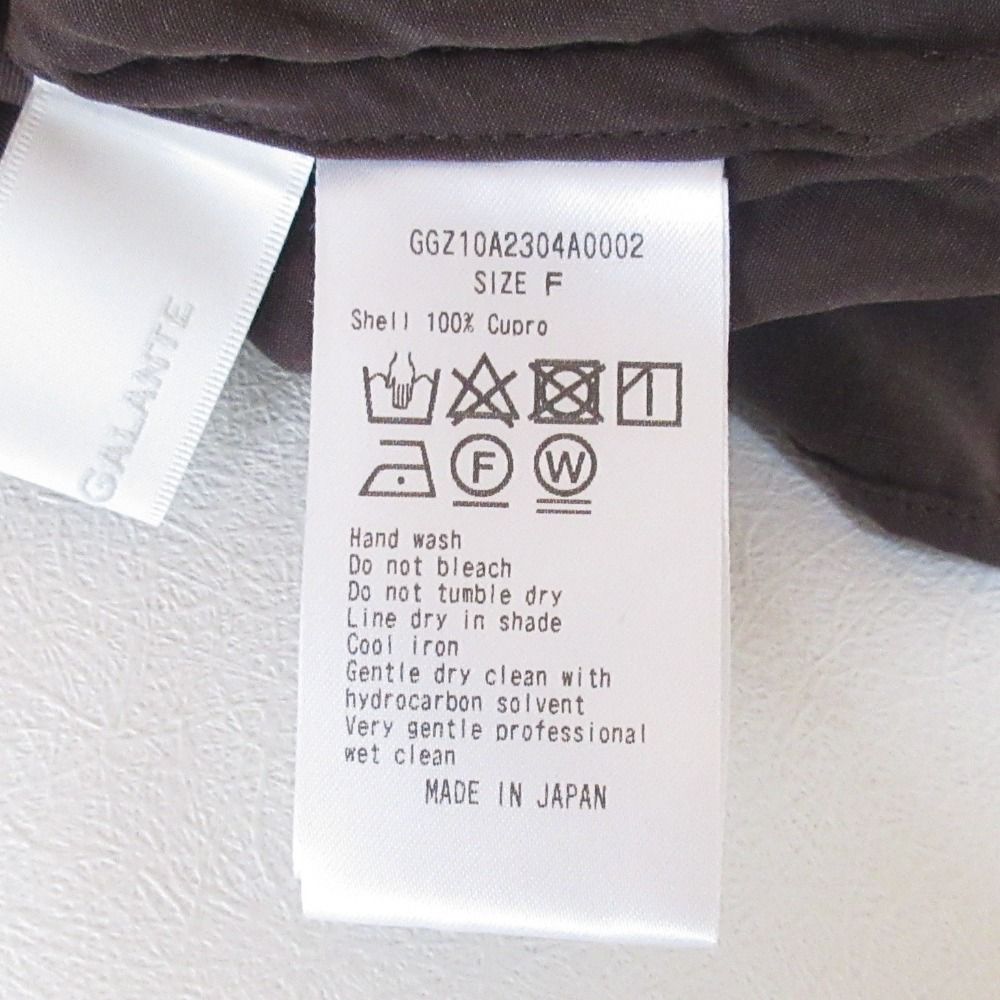 GALANTE
GGZ10A2304A0002
SIZE F
Shell 100% Cupro
F W
Hand wash
Do not bleach
Do not tumble dry
Line dry in shade
Cool iron
Gentle dry clean with
hydrocarbon solvent
Very gentle professional
wet clean
MADE IN JAPAN